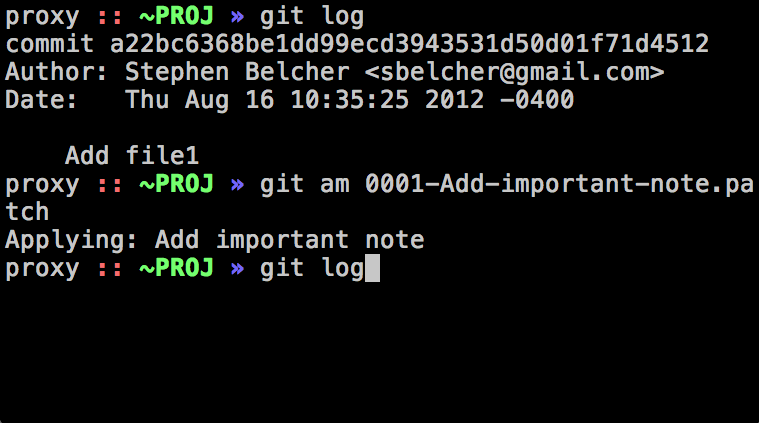 proxy :: ~PROJ » git log
commit a22bc6368be1dd99ecd3943531d50d01f71d4512
Author: Stephen Belcher <sbelcher@gmail.com>
Date:   Thu Aug 16 10:35:25 2012 -0400

    Add file1
proxy :: ~PROJ » git am 0001-Add-important-note.pa
tch
Applying: Add important note
proxy :: ~PROJ » git log